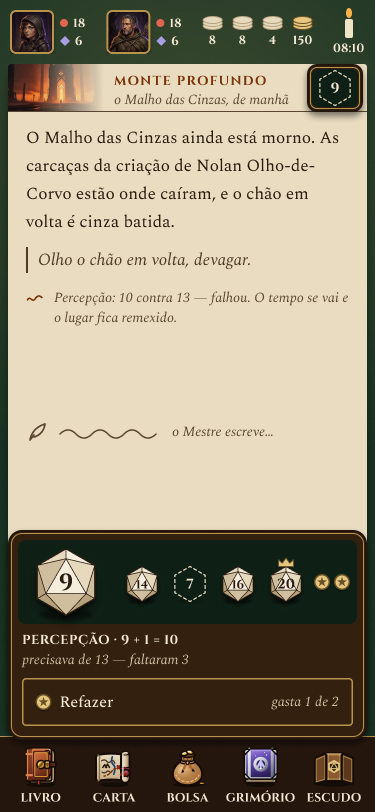 18
6
18
6
8
8
4
150
08:10
MONTE PROFUNDO
o Malho das Cinzas, de manhã
9
O Malho das Cinzas ainda está morno. As
carcaças da criação de Nolan Olho-de-
Corvo estão onde caíram, e o chão em
volta é cinza batida.
Olho o chão em volta, devagar.
Percepção: 10 contra 13 — falhou. O tempo se vai e
o lugar fica remexido.
o Mestre escreve...
9
14
7
16
20
PERCEPÇÃO · 9 + 1 = 10
precisava de 13 — faltaram 3
Refazer
gasta 1 de 2
LIVRO
CARTA
BOLSA
GRIMÓRIO
ESCUDO